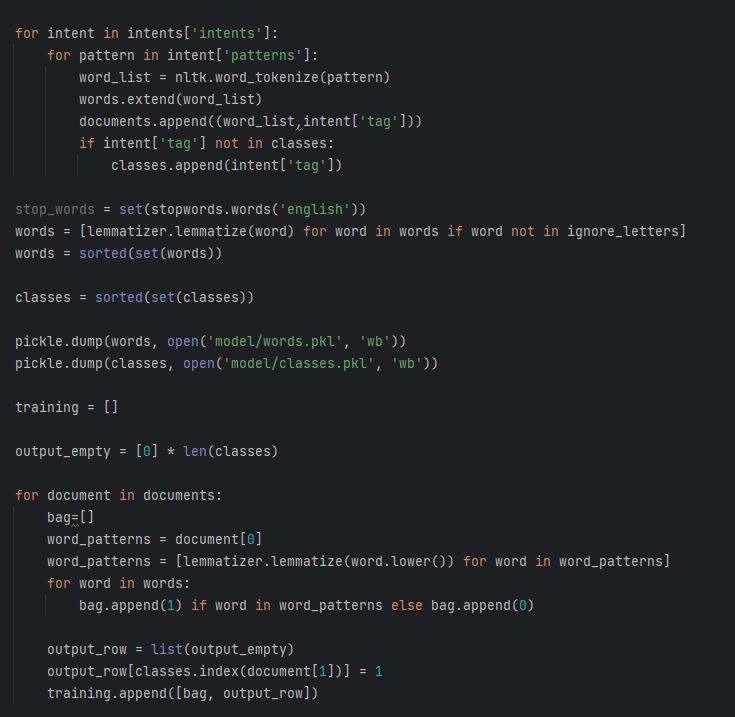 for intent in intents['intents']:
    for pattern in intent['patterns']:
        word_list = nltk.word_tokenize(pattern)
        words.extend(word_list)
        documents.append((word_list,intent['tag']))
        if intent['tag'] not in classes:
            classes.append(intent['tag'])
stop_words = set(stopwords.words('english'))
words = [lemmatizer.lemmatize(word) for word in words if word not in ignore_letters]
words = sorted(set(words))
classes = sorted(set(classes))
pickle.dump(words, open('model/words.pkl', 'wb'))
pickle.dump(classes, open('model/classes.pkl', 'wb'))
training = []
output_empty = [0] * len(classes)
for document in documents:
    bag=[]
    word_patterns = document[0]
    word_patterns = [lemmatizer.lemmatize(word.lower()) for word in word_patterns]
    for word in words:
        bag.append(1) if word in word_patterns else bag.append(0)
    output_row = list(output_empty)
    output_row[classes.index(document[1])] = 1
    training.append([bag, output_row])